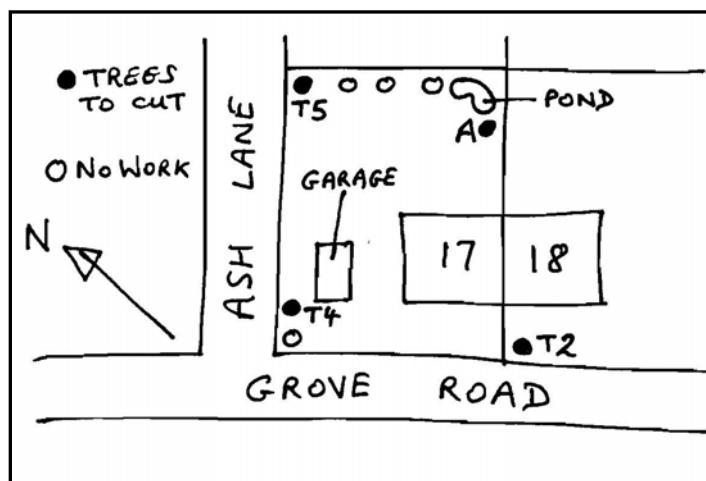 TREES
TO CUT
NO WORK
N
ASH LANE
T5
POND
A
GARAGE
17
18
T4
T2
GROVE ROAD